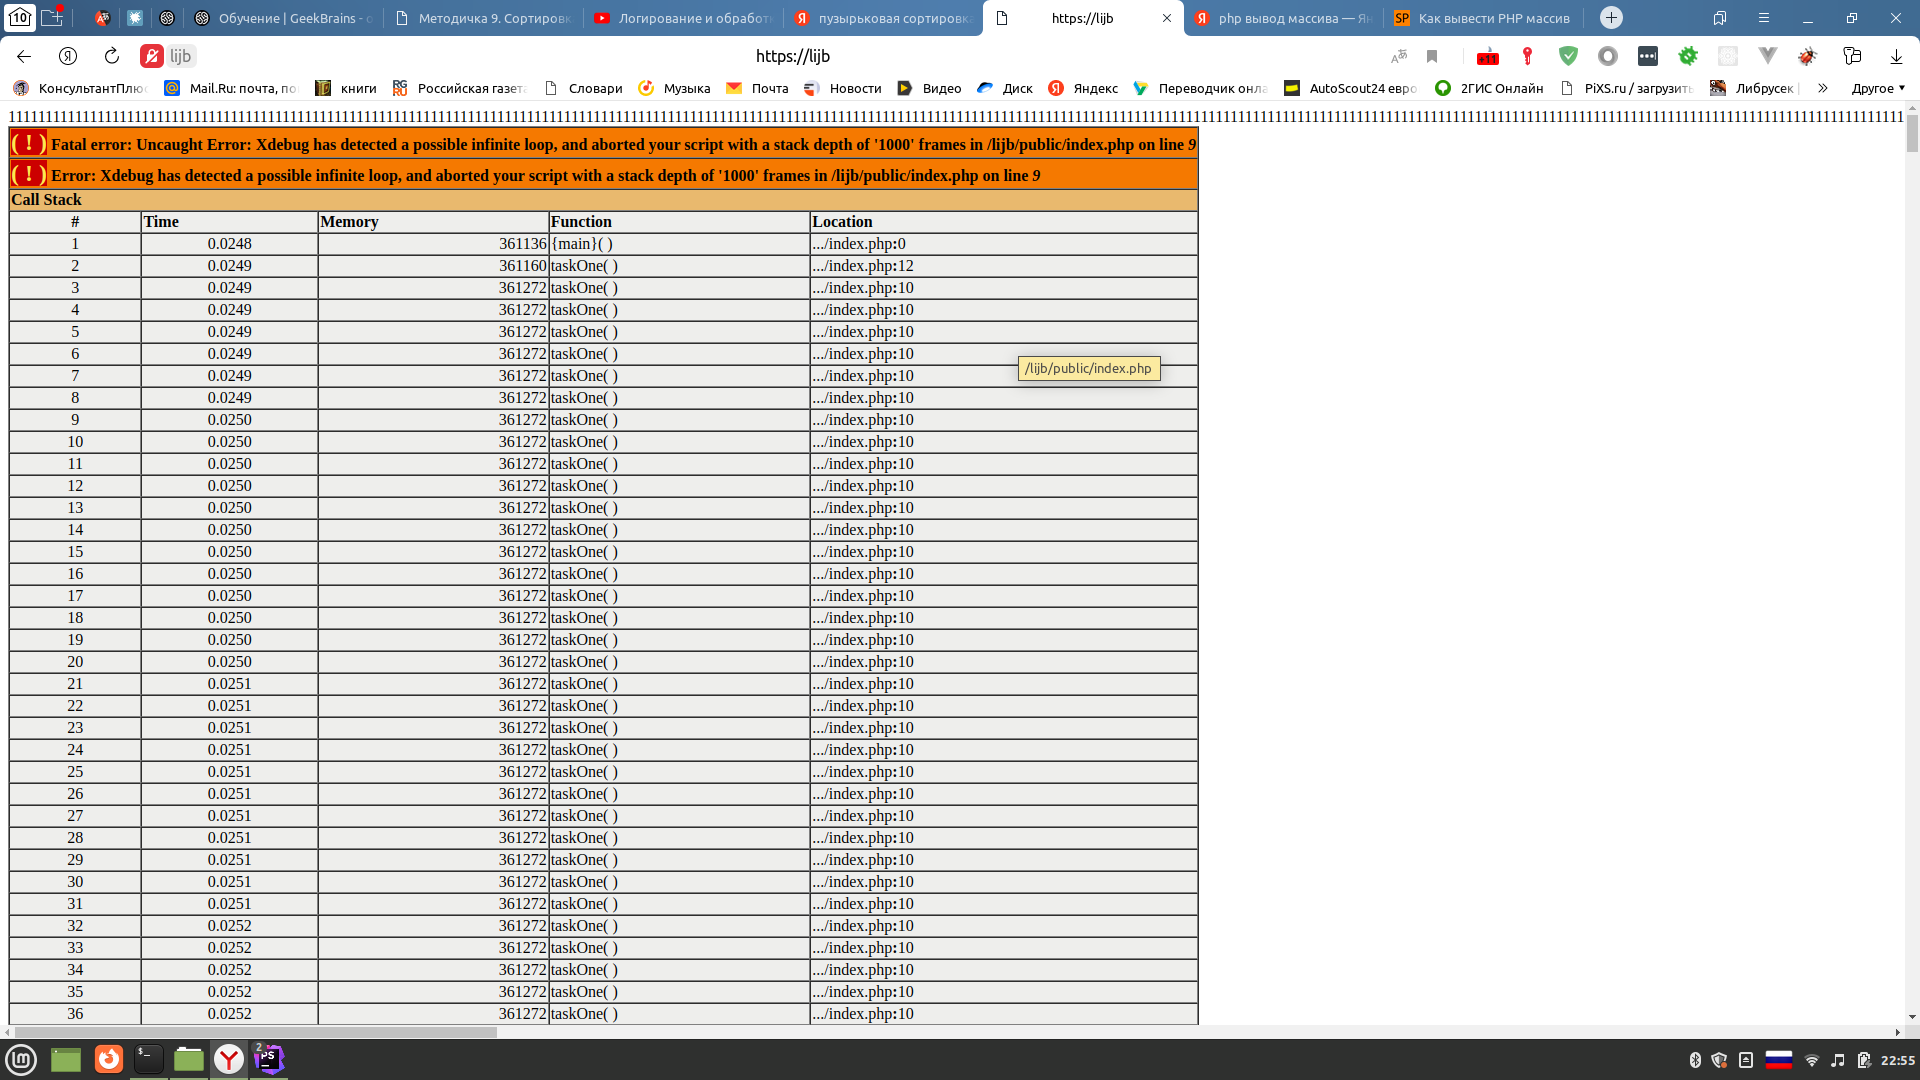 10 Обучение | GeekBrains - о Методичка 9. Сортировк Логирование и обработк пузырьковая сортировка https://lijb php вывод массива — Ян Как вывести PHP массив
lijb https://lijb
КонсультантПлюс Mail.Ru: почта, по книги Российская газета Словари Музыка Почта Новости Видео Диск Яндекс Переводчик онла AutoScout24 евро 2ГИС Онлайн PiXS.ru / загрузить Либрусек | » Другое
( ! ) Fatal error: Uncaught Error: Xdebug has detected a possible infinite loop, and aborted your script with a stack depth of '1000' frames in /lijb/public/index.php on line 9
( ! ) Error: Xdebug has detected a possible infinite loop, and aborted your script with a stack depth of '1000' frames in /lijb/public/index.php on line 9
Call Stack
# Time Memory Function Location
1 0.0248 361136 {main}( ) .../index.php:0
2 0.0249 361160 taskOne( ) .../index.php:12
3 0.0249 361272 taskOne( ) .../index.php:10
4 0.0249 361272 taskOne( ) .../index.php:10
5 0.0249 361272 taskOne( ) .../index.php:10
6 0.0249 361272 taskOne( ) .../index.php:10
/lijb/public/index.php
7 0.0249 361272 taskOne( ) .../index.php:10
8 0.0249 361272 taskOne( ) .../index.php:10
9 0.0250 361272 taskOne( ) .../index.php:10
10 0.0250 361272 taskOne( ) .../index.php:10
11 0.0250 361272 taskOne( ) .../index.php:10
12 0.0250 361272 taskOne( ) .../index.php:10
13 0.0250 361272 taskOne( ) .../index.php:10
14 0.0250 361272 taskOne( ) .../index.php:10
15 0.0250 361272 taskOne( ) .../index.php:10
16 0.0250 361272 taskOne( ) .../index.php:10
17 0.0250 361272 taskOne( ) .../index.php:10
18 0.0250 361272 taskOne( ) .../index.php:10
19 0.0250 361272 taskOne( ) .../index.php:10
20 0.0250 361272 taskOne( ) .../index.php:10
21 0.0251 361272 taskOne( ) .../index.php:10
22 0.0251 361272 taskOne( ) .../index.php:10
23 0.0251 361272 taskOne( ) .../index.php:10
24 0.0251 361272 taskOne( ) .../index.php:10
25 0.0251 361272 taskOne( ) .../index.php:10
26 0.0251 361272 taskOne( ) .../index.php:10
27 0.0251 361272 taskOne( ) .../index.php:10
28 0.0251 361272 taskOne( ) .../index.php:10
29 0.0251 361272 taskOne( ) .../index.php:10
30 0.0251 361272 taskOne( ) .../index.php:10
31 0.0251 361272 taskOne( ) .../index.php:10
32 0.0252 361272 taskOne( ) .../index.php:10
33 0.0252 361272 taskOne( ) .../index.php:10
34 0.0252 361272 taskOne( ) .../index.php:10
35 0.0252 361272 taskOne( ) .../index.php:10
36 0.0252 361272 taskOne( ) .../index.php:10
2 PS 22:55